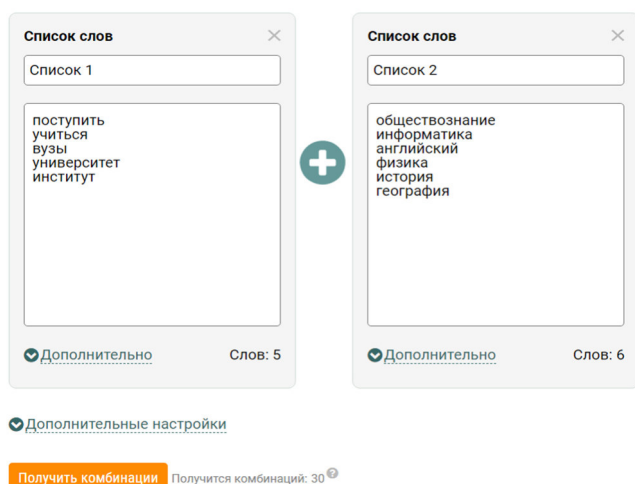 Список слов
Список 1
поступить
учиться
вузы
университет
институт
Дополнительно
Слов: 5
Список слов
Список 2
обществознание
информатика
английский
физика
история
география
Дополнительно
Слов: 6
Дополнительные настройки
Получить комбинации
Получится комбинаций: 30